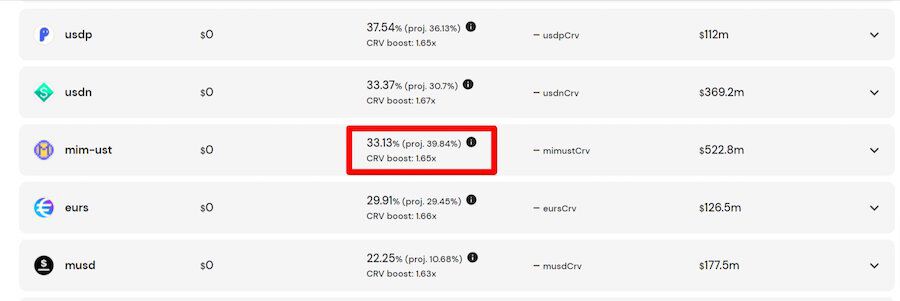 usdp $0 37.54% (proj. 36.13%) – usdpCrv $112m
CRV boost: 1.65x
usdn $0 33.37% (proj. 30.7%) – usdnCrv $369.2m
CRV boost: 1.67x
mim-ust $0 33.13% (proj. 39.84%) – mimustCrv $522.8m
CRV boost: 1.65x
eurs $0 29.91% (proj. 29.45%) – eursCrv $126.5m
CRV boost: 1.66x
musd $0 22.25% (proj. 10.68%) – musdCrv $177.5m
CRV boost: 1.63x